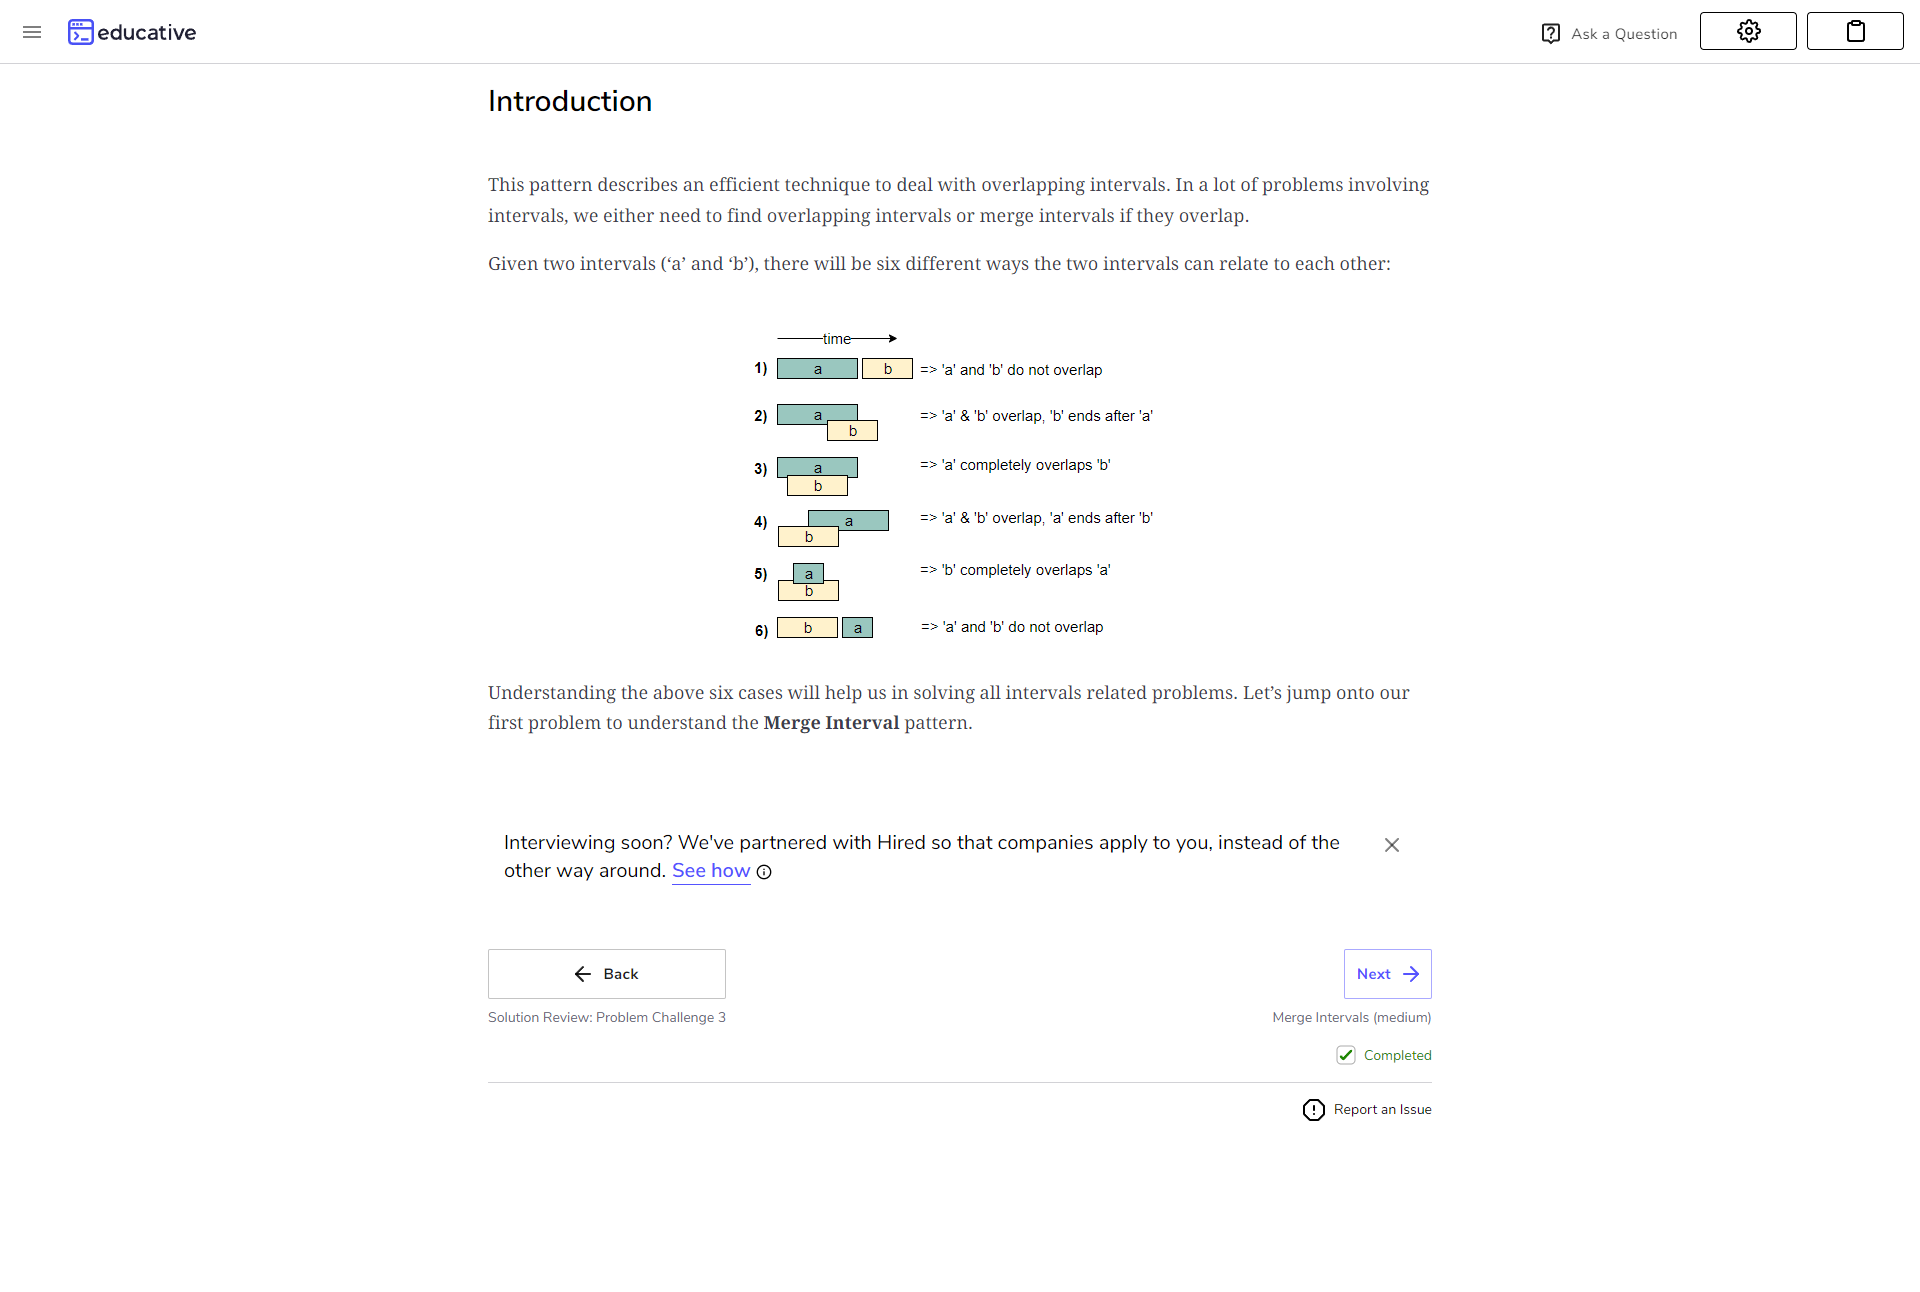 educative
Ask a Question
Introduction
This pattern describes an efficient technique to deal with overlapping intervals. In a lot of problems involving
intervals, we either need to find overlapping intervals or merge intervals if they overlap.
Given two intervals (‘a’ and ‘b’), there will be six different ways the two intervals can relate to each other:
time
1) a b => 'a' and 'b' do not overlap
2) a b => 'a' & 'b' overlap, 'b' ends after 'a'
3) a b => 'a' completely overlaps 'b'
4) a b => 'a' & 'b' overlap, 'a' ends after 'b'
5) a b => 'b' completely overlaps 'a'
6) b a => 'a' and 'b' do not overlap
Understanding the above six cases will help us in solving all intervals related problems. Let’s jump onto our
first problem to understand the Merge Interval pattern.
Interviewing soon? We've partnered with Hired so that companies apply to you, instead of the
other way around. See how
Back
Next
Solution Review: Problem Challenge 3
Merge Intervals (medium)
Completed
Report an Issue